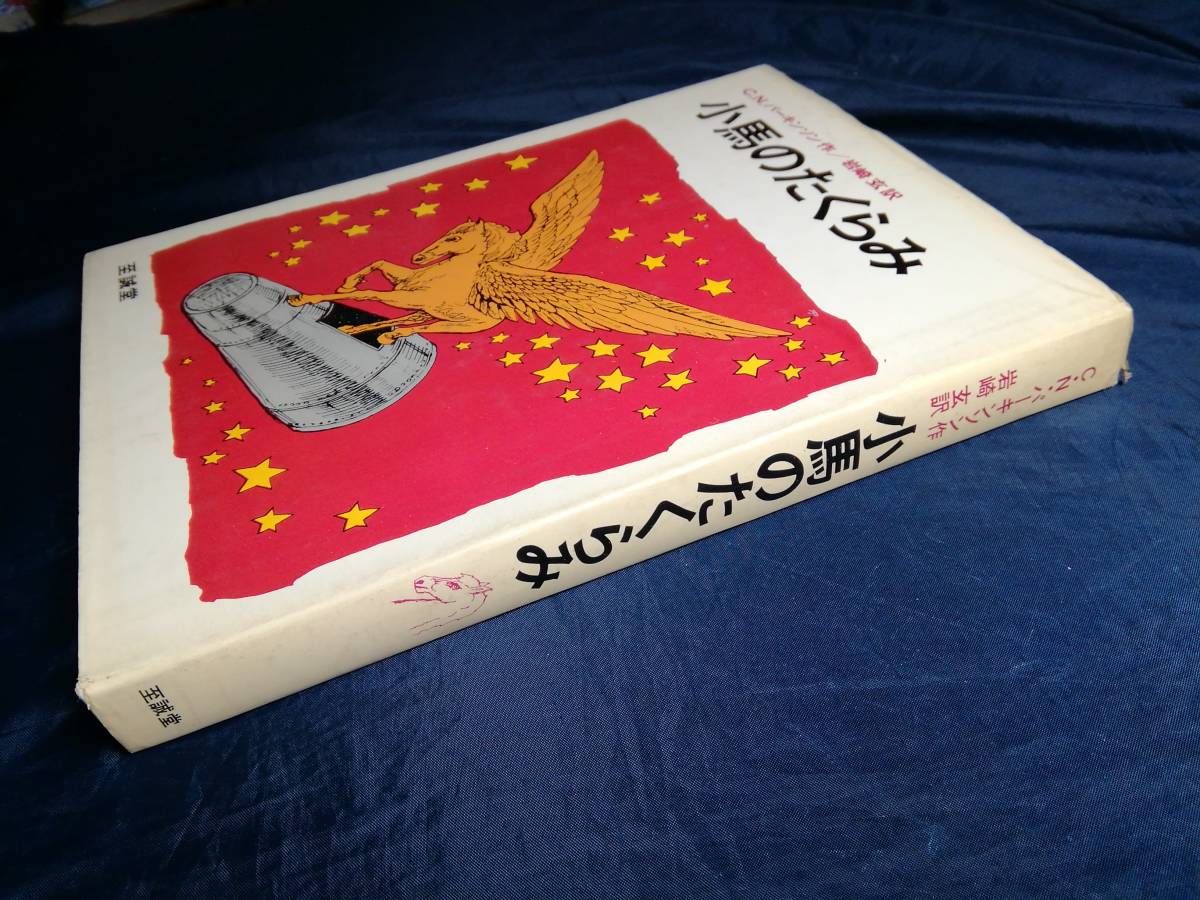 C.N.パーキンソン 作／岩崎 玄 訳
小馬のたくらみ
至誠堂
C・N・パーキンソン作
岩崎玄訳
小馬のたくらみ
至誠堂